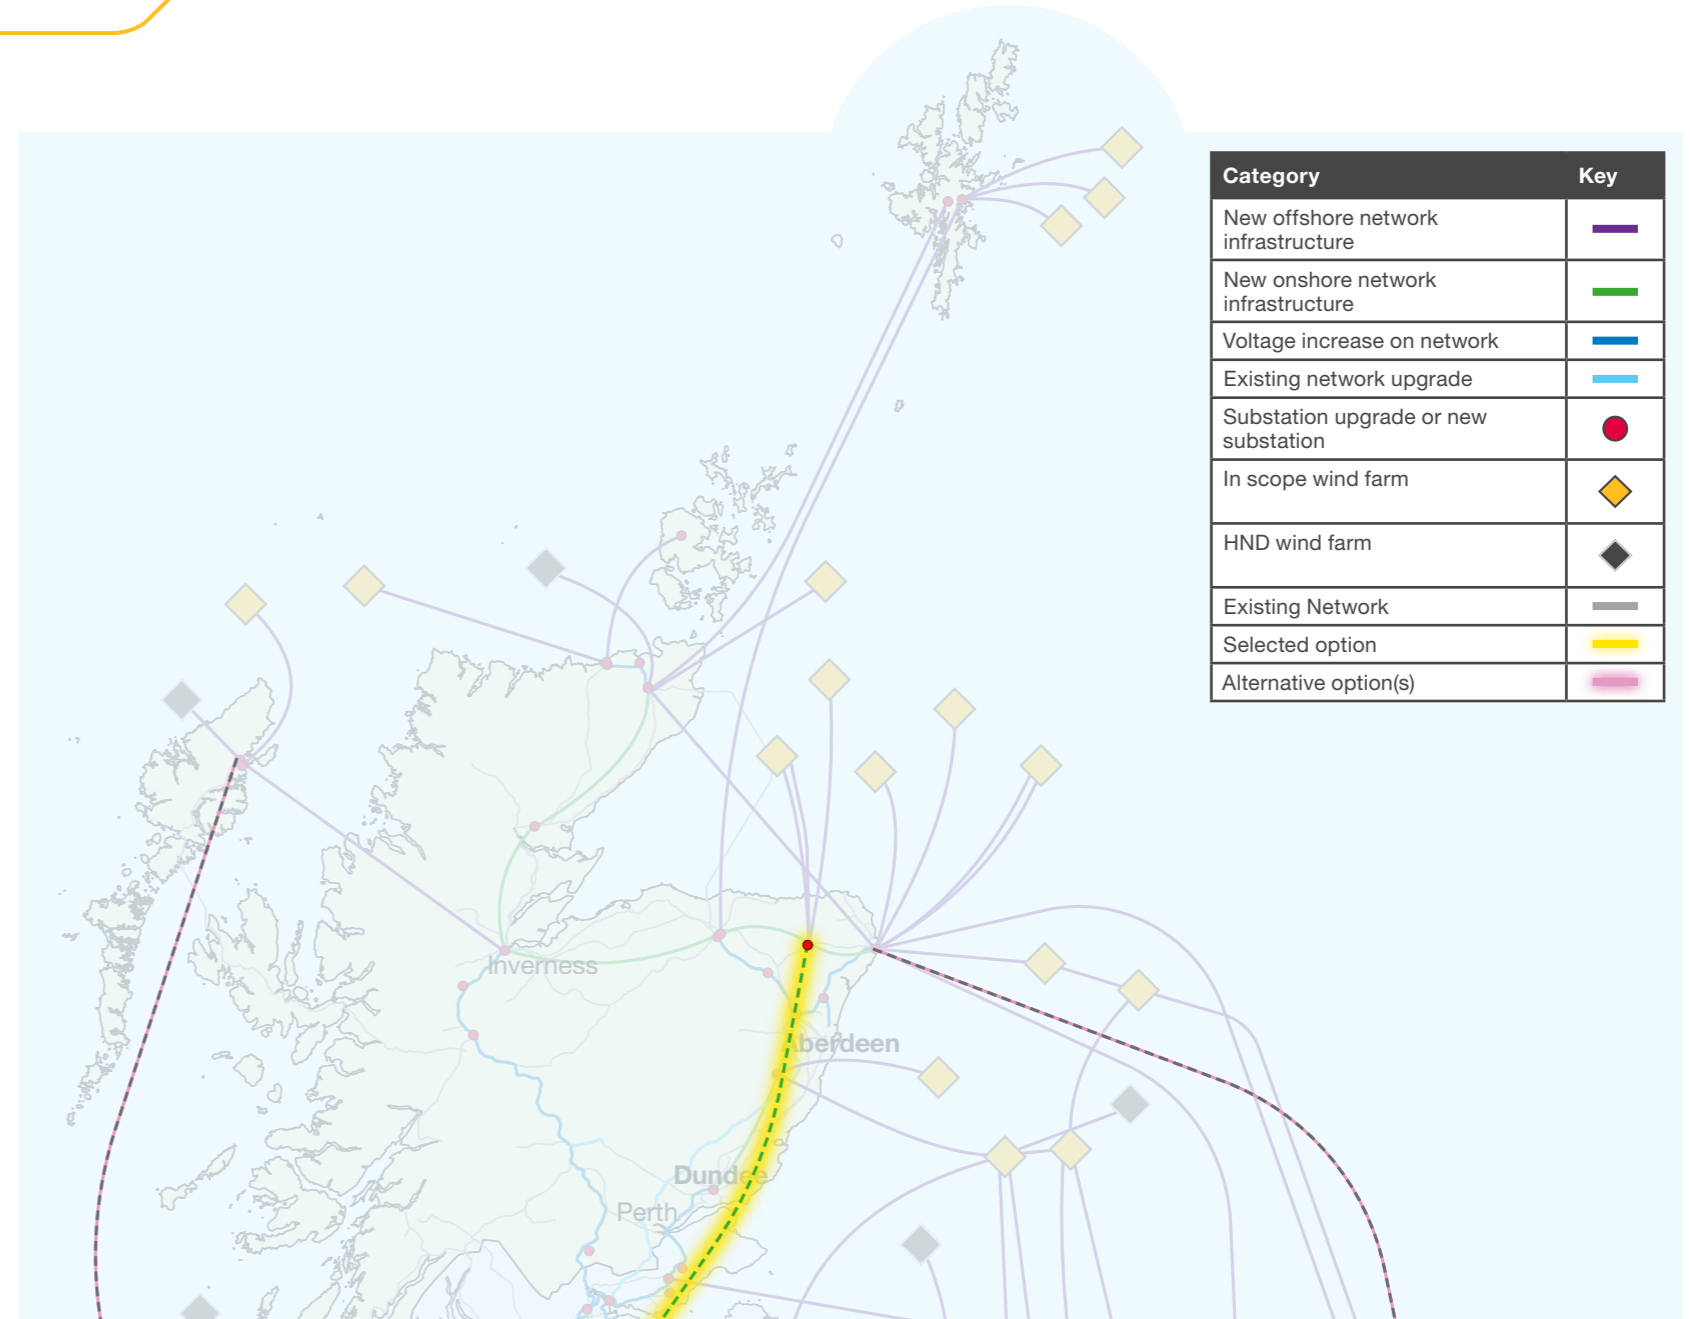 Category Key
New offshore network
infrastructure
New onshore network
infrastructure
Voltage increase on network
Existing network upgrade
Substation upgrade or new
substation
In scope wind farm
HND wind farm
Existing Network
Selected option
Alternative option(s)
Inverness
Aberdeen
Dundee
Perth